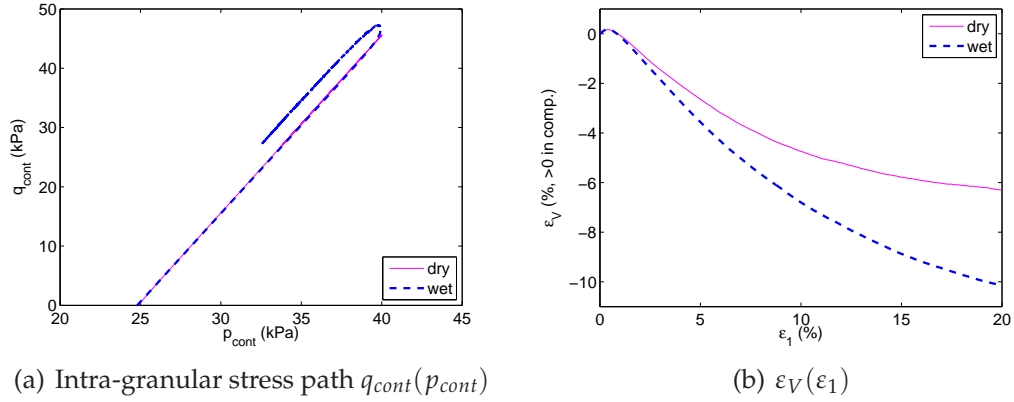 50
40
30
20
10
0
q_cont (kPa)
20 25 30 35 40 45
p_cont (kPa)
dry
wet
0
−2
−4
−6
−8
−10
ε_V (%, >0 in comp.)
0 5 10 15 20
ε_1 (%)
dry
wet
(a) Intra-granular stress path q_cont(p_cont)
(b) ε_V(ε_1)